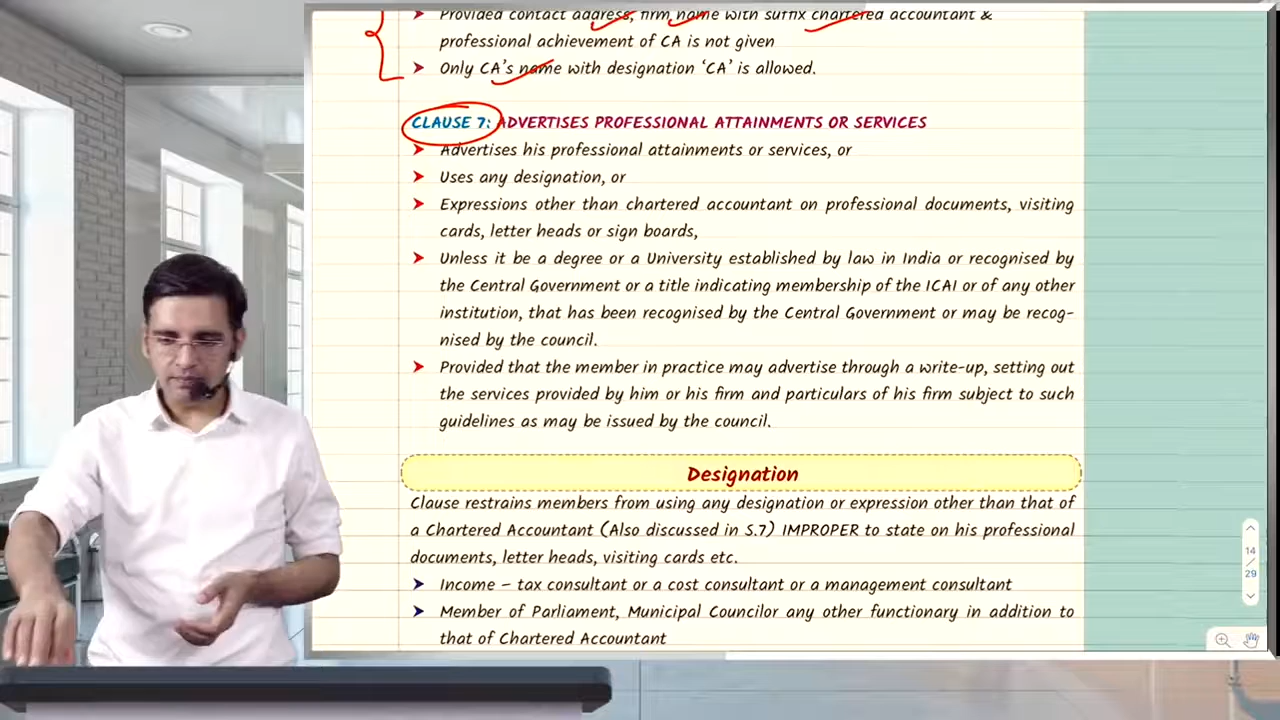 Provided contact address, firm name with suffix chartered accountant &
professional achievement of CA is not given
Only CA's name with designation 'CA' is allowed.
CLAUSE 7: ADVERTISES PROFESSIONAL ATTAINMENTS OR SERVICES
Advertises his professional attainments or services, or
Uses any designation, or
Expressions other than chartered accountant on professional documents, visiting
cards, letter heads or sign boards,
Unless it be a degree or a University established by law in India or recognised by
the Central Government or a title indicating membership of the ICAI or of any other
institution, that has been recognised by the Central Government or may be recog-
nised by the council.
Provided that the member in practice may advertise through a write-up, setting out
the services provided by him or his firm and particulars of his firm subject to such
guidelines as may be issued by the council.
Designation
Clause restrains members from using any designation or expression other than that of
a Chartered Accountant (Also discussed in S.7) IMPROPER to state on his professional
documents, letter heads, visiting cards etc.
Income – tax consultant or a cost consultant or a management consultant
Member of Parliament, Municipal Councilor any other functionary in addition to
that of Chartered Accountant
14
/
29